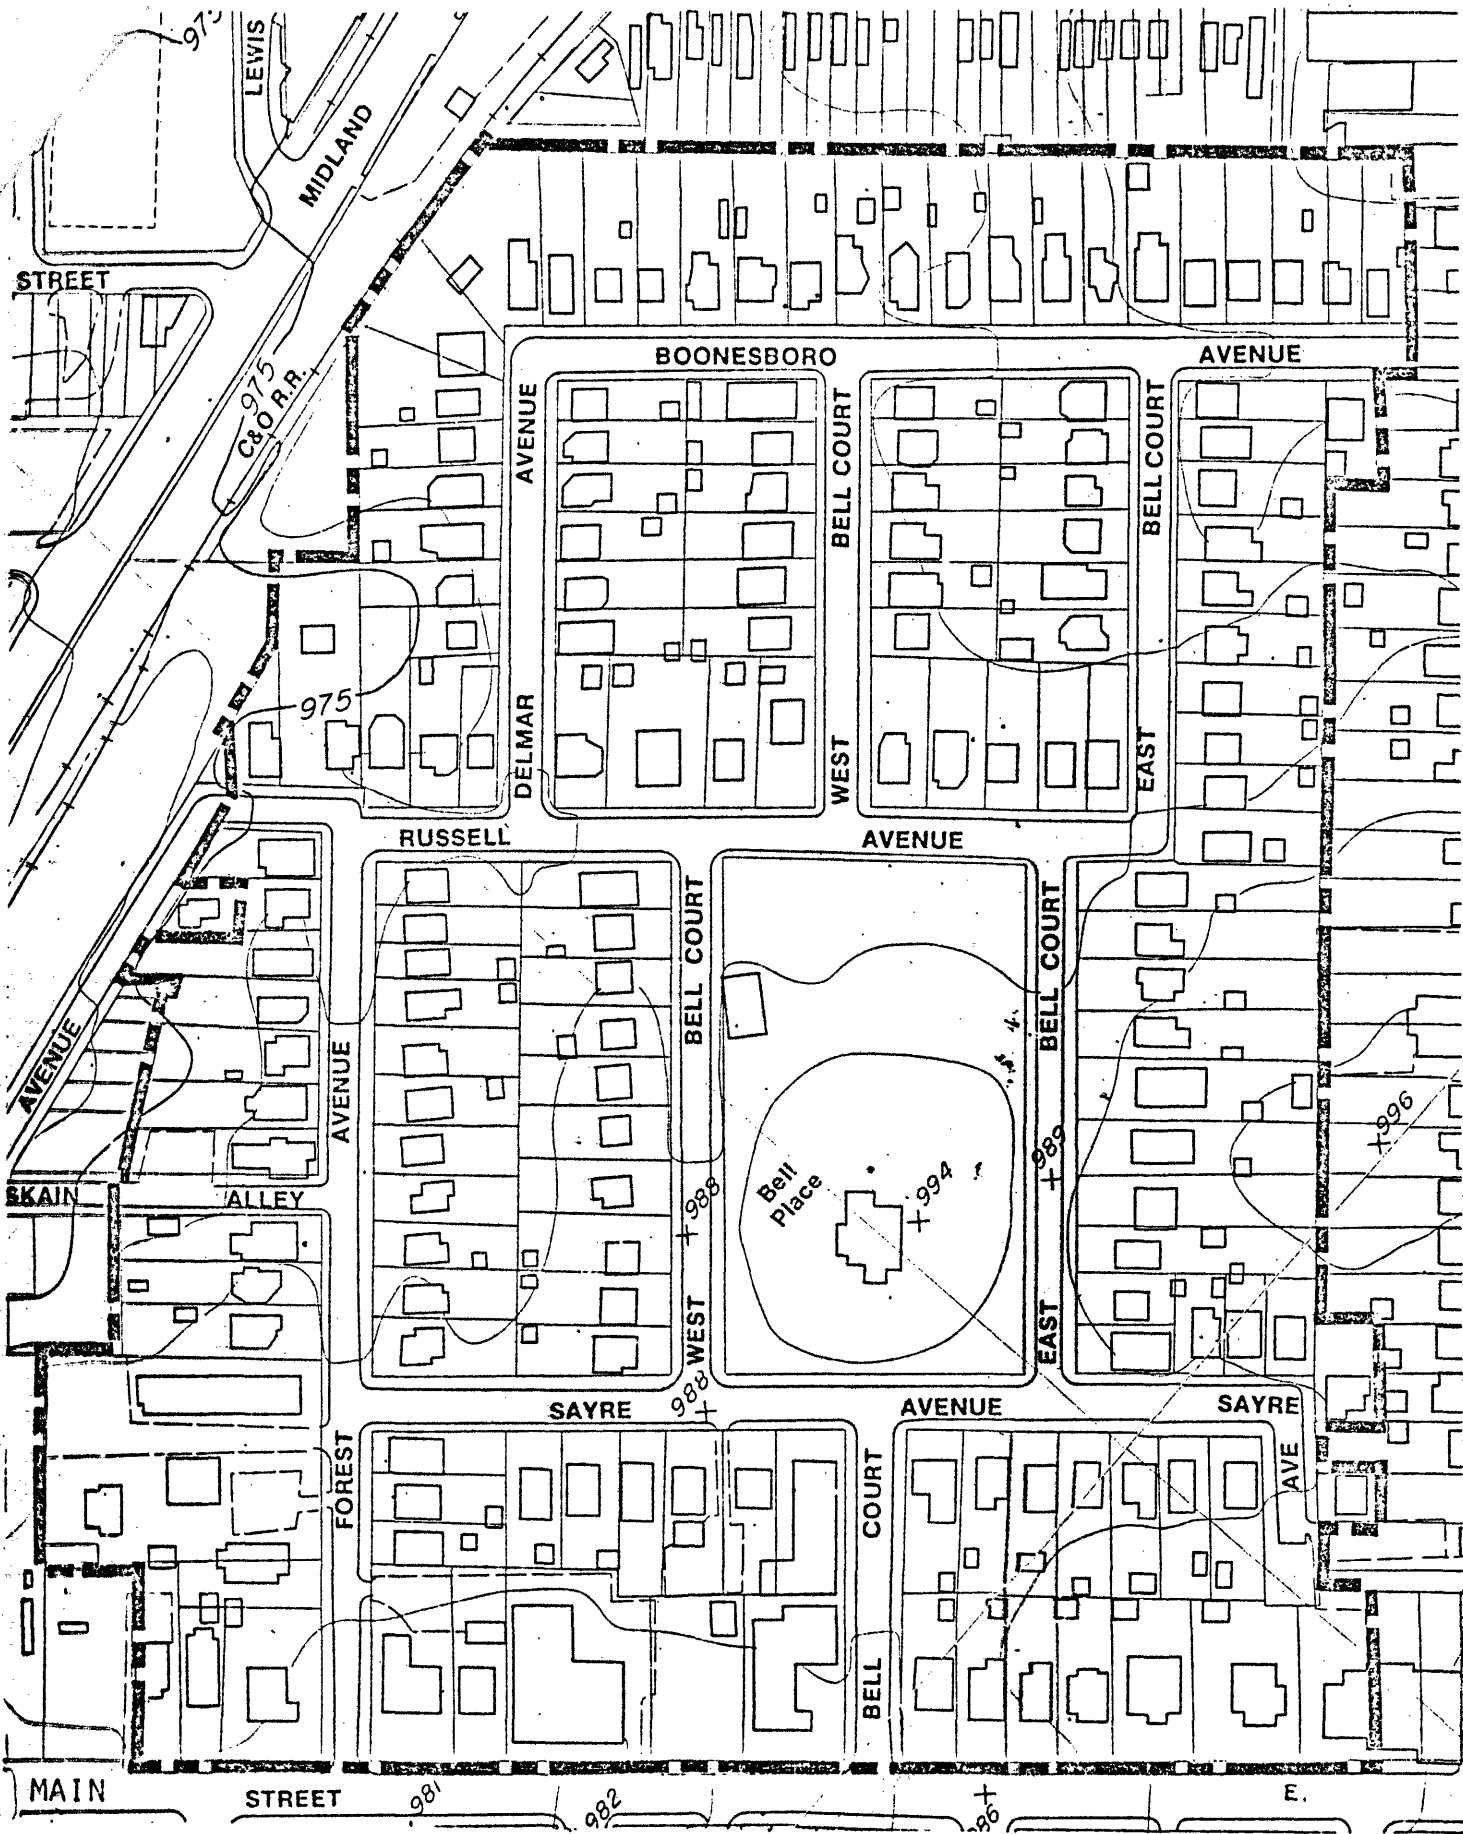 975
LEWIS
MIDLAND
STREET
BOONESBORO
AVENUE
975
C&O R.R.
AVENUE
BELL COURT
BELL COURT
975
DELMAR
WEST
EAST
RUSSELL
AVENUE
BELL COURT
BELL COURT
AVENUE
AVENUE
996
989
Bell
Place
994
988
SKAIN
ALLEY
WEST
EAST
988
SAYRE
AVENUE
SAYRE
FOREST
COURT
AVE
BELL
MAIN
STREET
981
982
986
E.